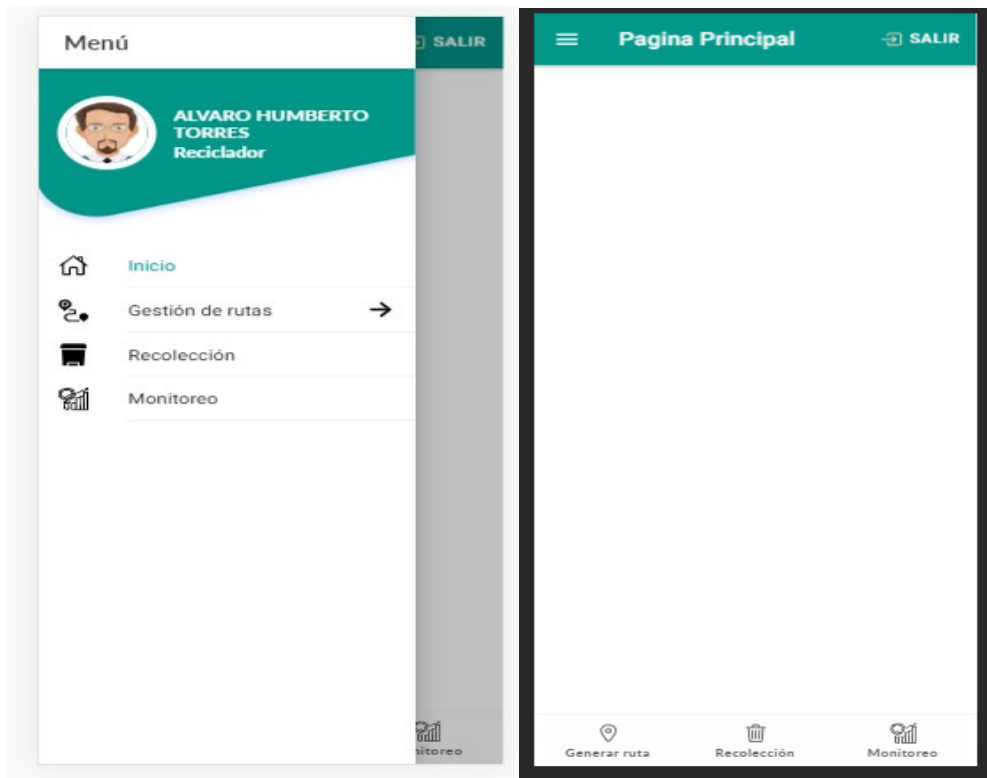 Menú
SALIR
ALVARO HUMBERTO
TORRES
Reciclador
Inicio
Gestión de rutas
Recolección
Monitoreo
itoreo
Pagina Principal
SALIR
Generar ruta
Recolección
Monitoreo